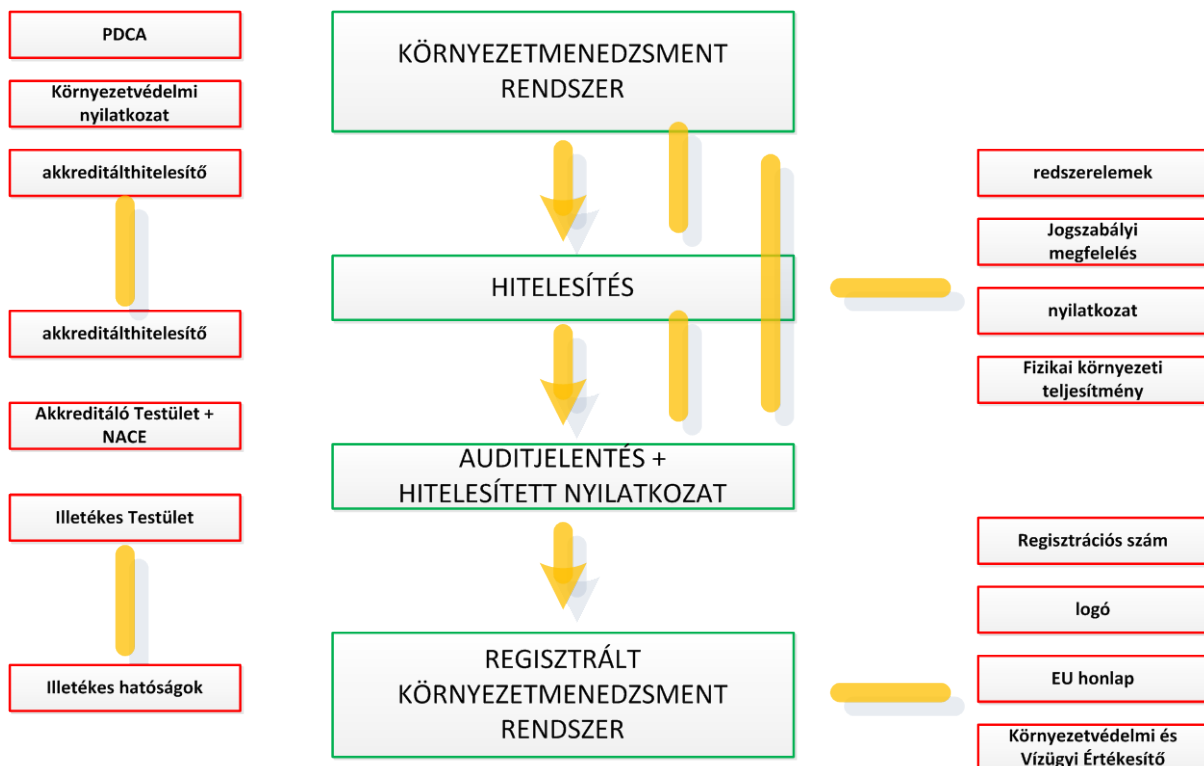 PDCA
Környezetvédelmi
nyilatkozat
akkreditálthitelesítő
akkreditálthitelesítő
Akkreditáló Testület +
NACE
Illetékes Testület
Illetékes hatóságok
KÖRNYEZETMENEDZSMENT
RENDSZER
HITELESÍTÉS
AUDITJELENTÉS +
HITELESÍTETT NYILATKOZAT
REGISZTRÁLT
KÖRNYEZETMENEDZSMENT
RENDSZER
redszerelemek
Jogszabályi
megfelelés
nyilatkozat
Fizikai környezeti
teljesítmény
Regisztrációs szám
logó
EU honlap
Környezetvédelmi és
Vízügyi Értékesítő